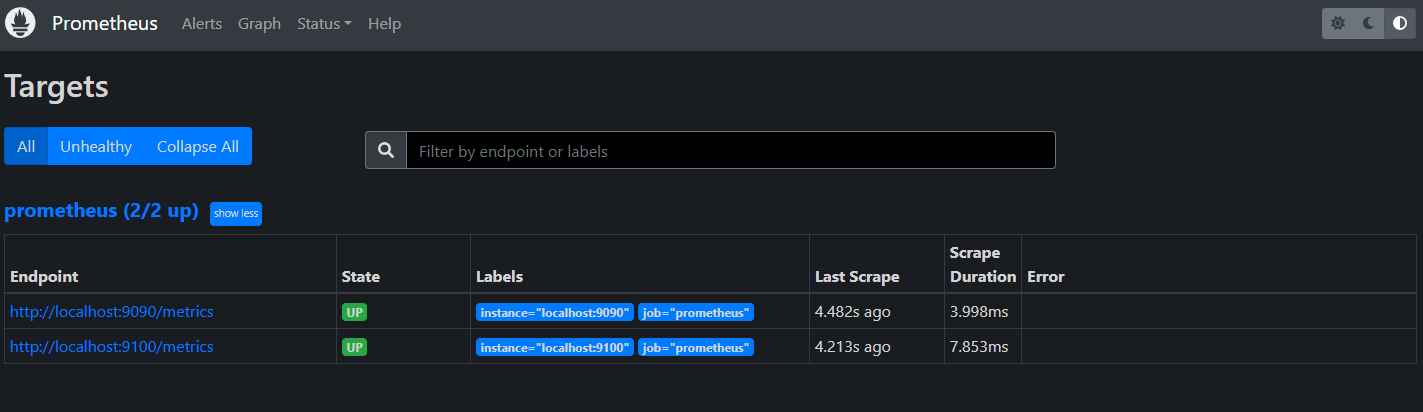 Prometheus Alerts Graph Status Help
Targets
All Unhealthy Collapse All
Filter by endpoint or labels
prometheus (2/2 up) show less
Endpoint State Labels Last Scrape Scrape Duration Error
http://localhost:9090/metrics UP instance="localhost:9090" job="prometheus" 4.482s ago 3.998ms
http://localhost:9100/metrics UP instance="localhost:9100" job="prometheus" 4.213s ago 7.853ms